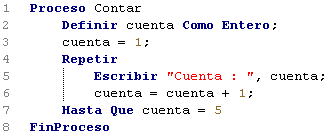 1 Proceso Contar
2 Definir cuenta Como Entero;
3 cuenta = 1;
4 Repetir
5 Escribir "Cuenta : ", cuenta;
6 cuenta = cuenta + 1;
7 Hasta Que cuenta = 5
8 FinProceso